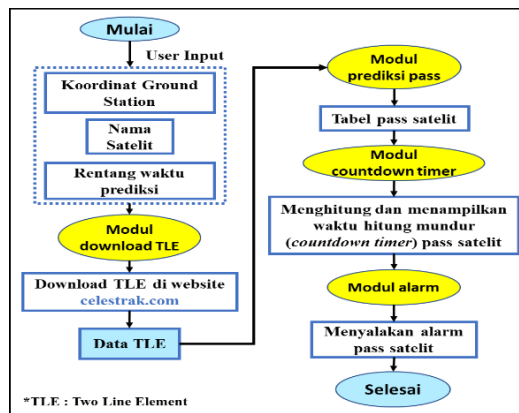 Mulai
User Input
Koordinat Ground
Station
Nama
Satelit
Rentang waktu
prediksi
Modul
download TLE
Download TLE di website
celestrak.com
Data TLE
*TLE : Two Line Element
Modul
prediksi pass
Tabel pass satelit
Modul
countdown timer
Menghitung dan menampilkan
waktu hitung mundur
(countdown timer) pass satelit
Modul alarm
Menyalakan alarm
pass satelit
Selesai